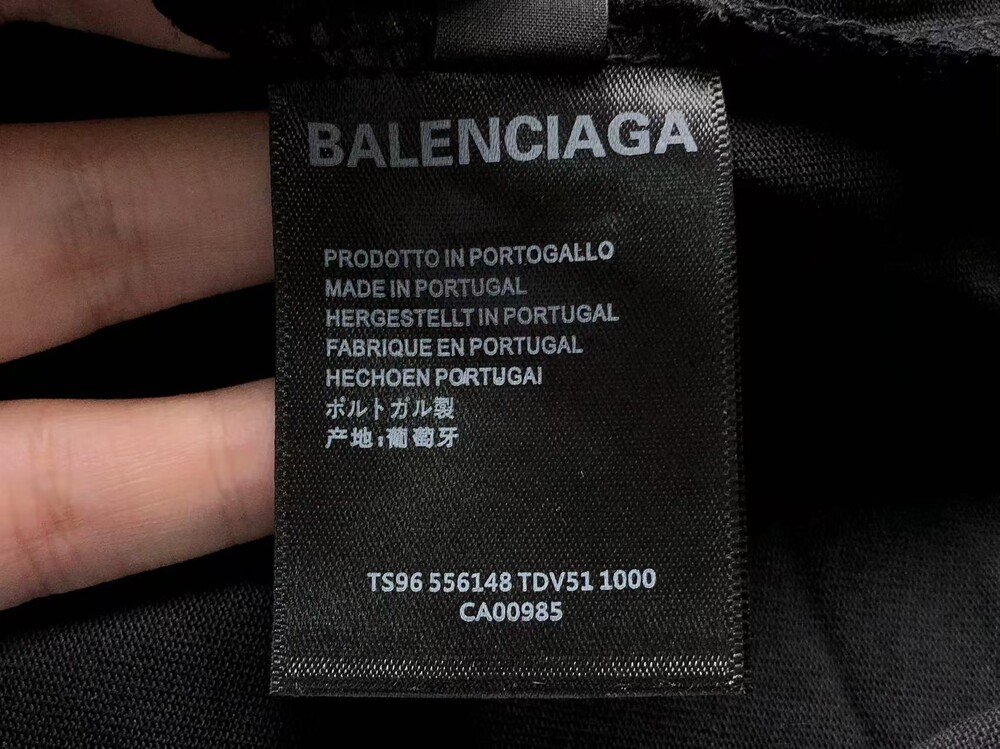 BALENCIAGA
PRODOTTO IN PORTOGALLO
MADE IN PORTUGAL
HERGESTELLT IN PORTUGAL
FABRIQUE EN PORTUGAL
HECHOEN PORTUGAI
ポルトガル製
产地:葡萄牙
TS96 556148 TDV51 1000
CA00985